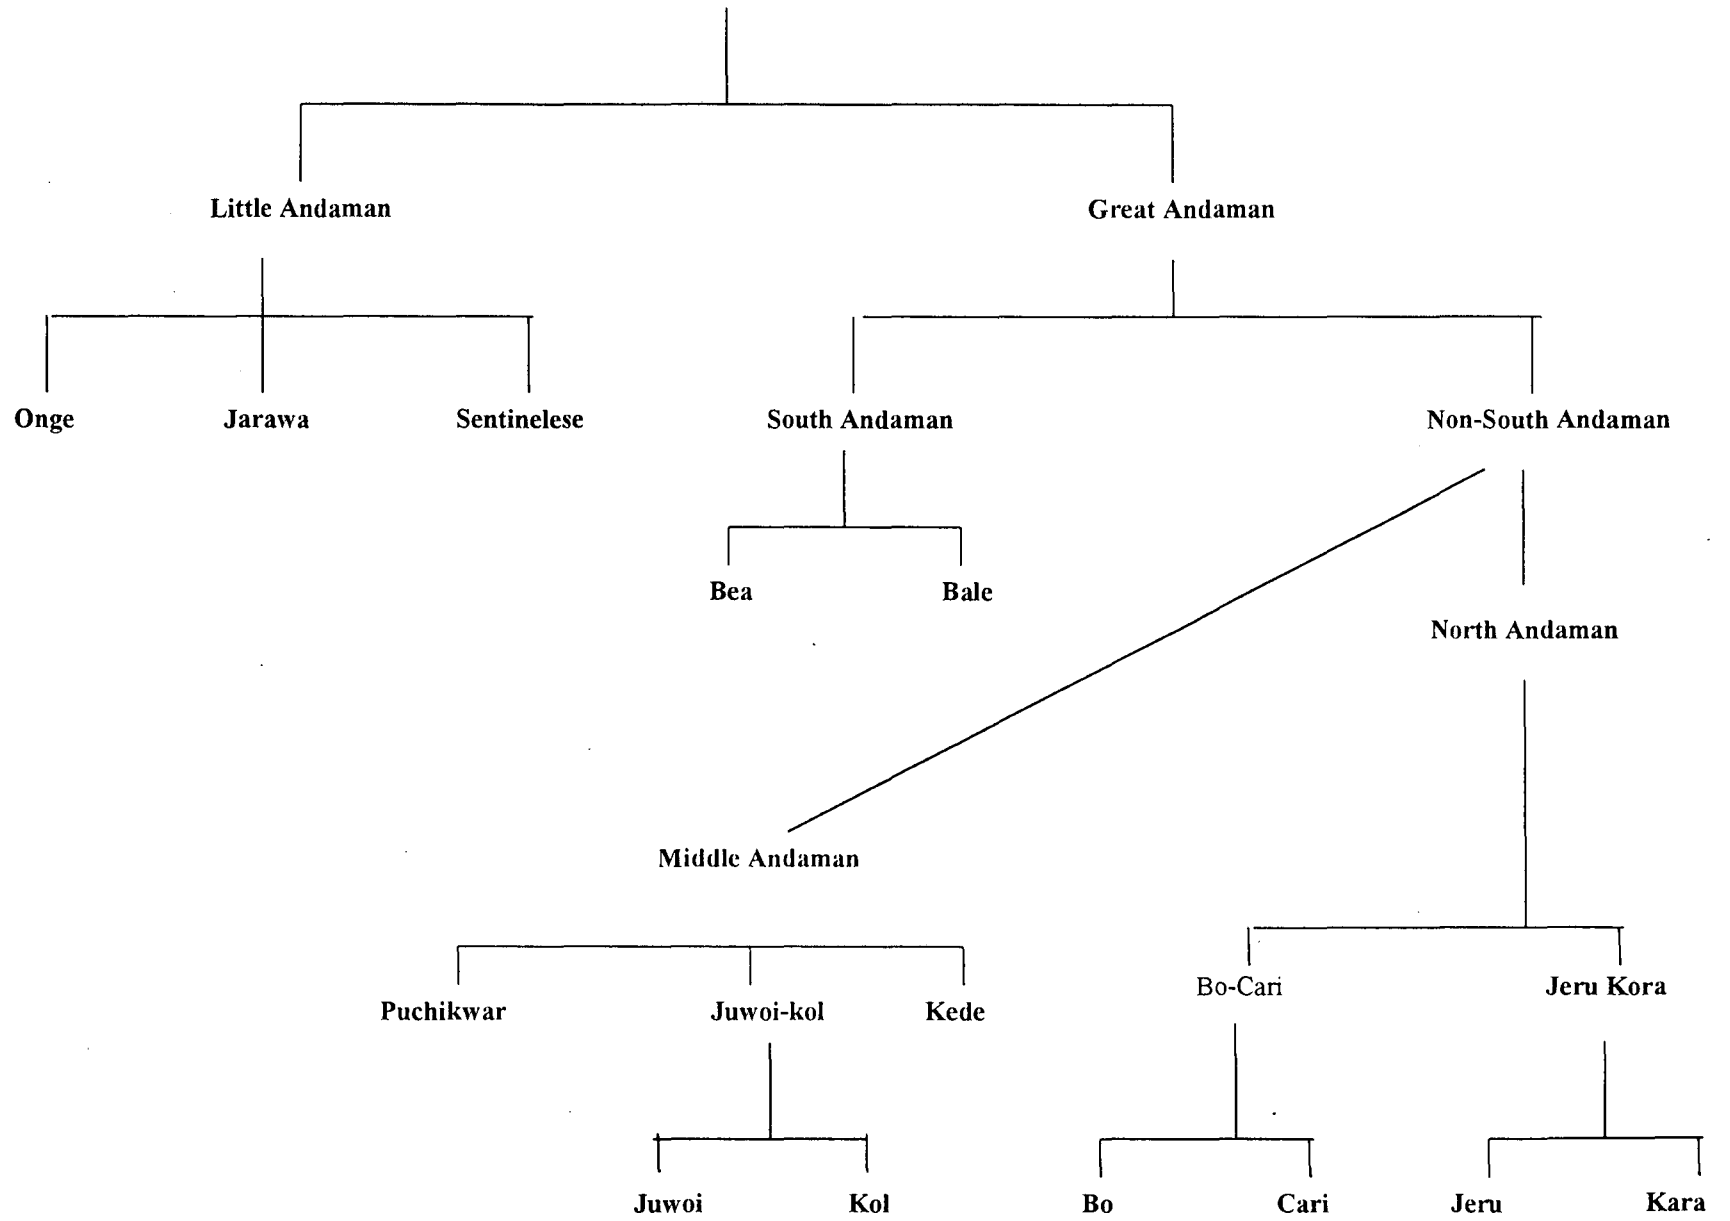 Little Andaman
Great Andaman
Onge
Jarawa
Sentinelese
South Andaman
Non-South Andaman
Bea
Bale
North Andaman
Middle Andaman
Puchikwar
Juwoi-kol
Kede
Bo-Cari
Jeru Kora
Juwoi
Kol
Bo
Cari
Jeru
Kara